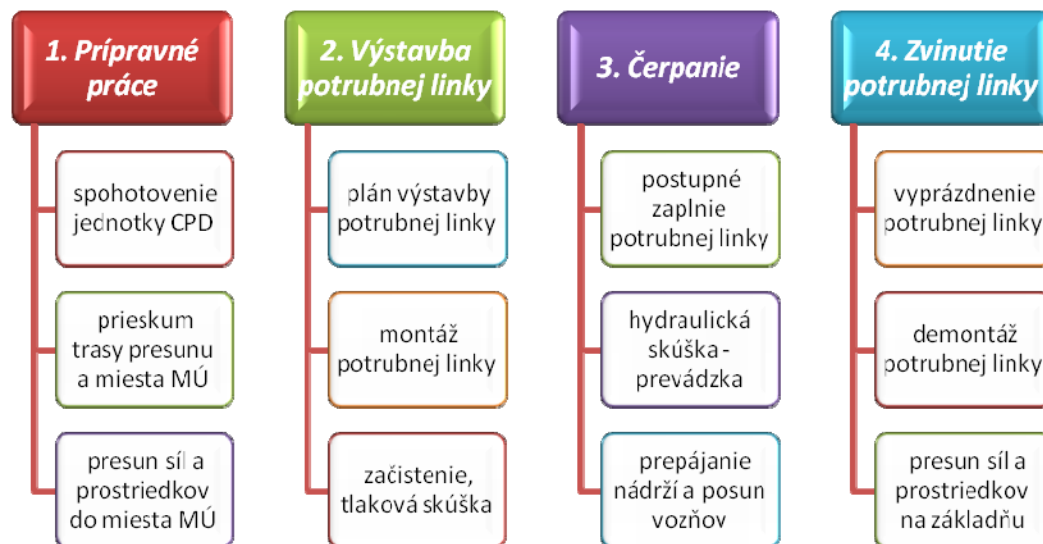 1. Prípravné
práce
spohotovenie
jednotky CPD
prieskum
trasy presunu
a miesta MÚ
presun síl a
prostriedkov
do miesta MÚ
2. Výstavba
potrubnej linky
plán výstavby
potrubnej linky
montáž
potrubnej linky
začistenie,
tlaková skúška
3. Čerpanie
postupné
zaplnie
potrubnej linky
hydraulická
skúška -
prevádzka
prepájanie
nádrží a posun
vozňov
4. Zvinutie
potrubnej linky
vyprázdnenie
potrubnej linky
demontáž
potrubnej linky
presun síl a
prostriedkov
na základňu